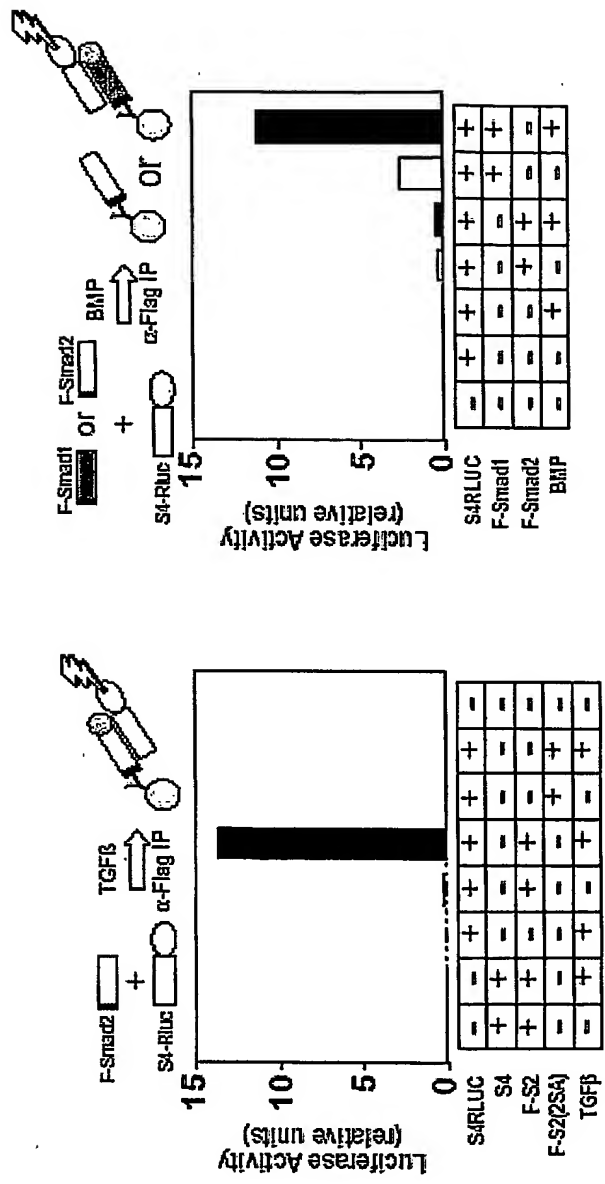 F-Smad2
+
S4-Rluc
TGFß
α-Flag IP
Luciferase Activity
(relative units)
15
10
5
0
S4RLUC - - + + + + + -
S4 + + - - - - - -
F-S2 + + - + + - - -
F-S2(2SA) - - - - - + + -
TGFβ - + + - + - + -
F-Smad1 or F-Smad2
+
S4-Rluc
BMP
α-Flag IP
or
Luciferase Activity
(relative units)
15
10
5
0
S4RLUC - + + + + + +
F-Smad1 - - - - - + +
F-Smad2 - - - + + - -
BMP - - + - + - +